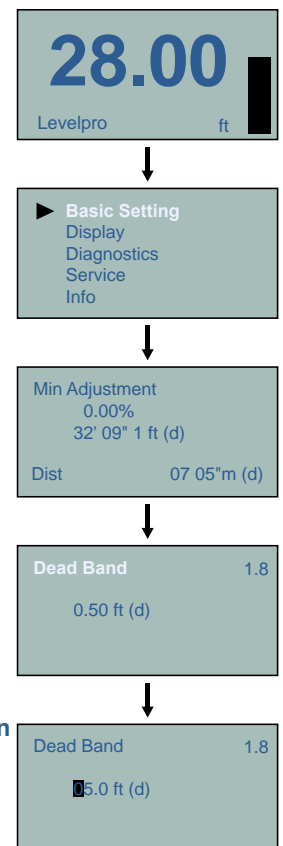 28.00
Levelpro ft
Basic Setting
Display
Diagnostics
Service
Info
Min Adjustment
0.00%
32' 09" 1 ft (d)
Dist 07 05"m (d)
Dead Band 1.8
0.50 ft (d)
n
Dead Band 1.8
05.0 ft (d)